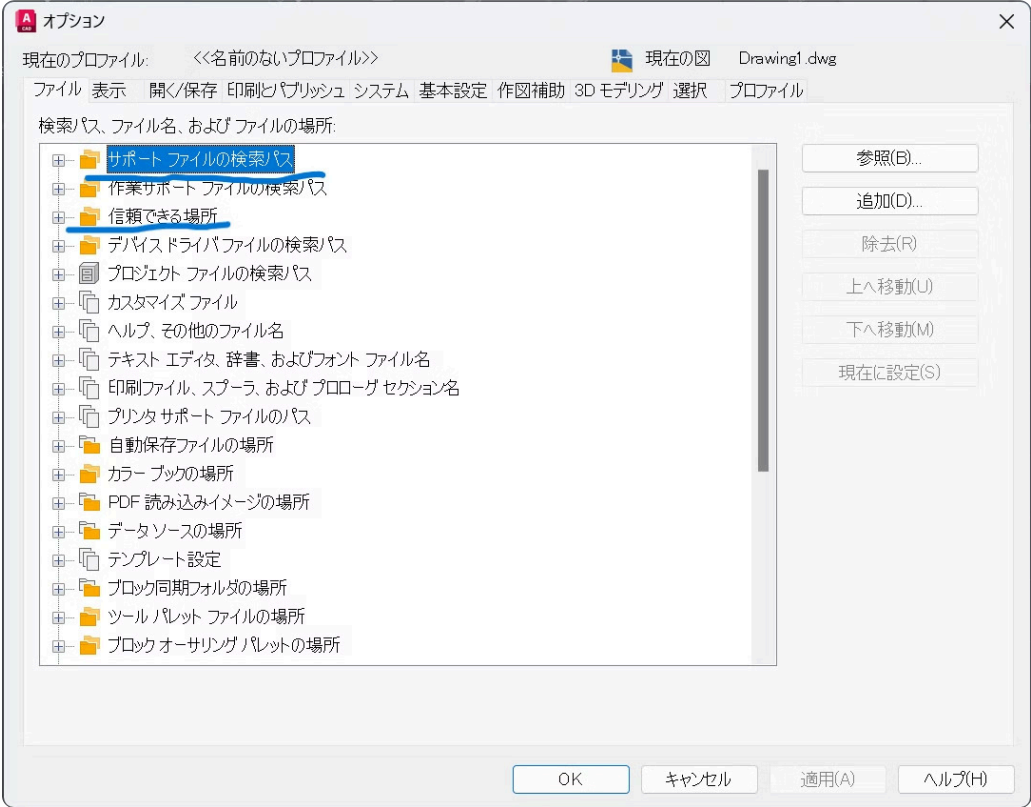 オプション
現在のプロファイル: <<名前のないプロファイル>> 現在の図 Drawing1.dwg
ファイル 表示 開く/保存 印刷とパブリッシュ システム 基本設定 作図補助 3D モデリング 選択 プロファイル
検索パス、ファイル名、および ファイルの場所:
サポート ファイルの検索パス
作業サポート ファイルの検索パス
信頼できる場所
デバイス ドライバ ファイルの検索パス
プロジェクト ファイルの検索パス
カスタマイズ ファイル
ヘルプ、その他のファイル名
テキスト エディタ、辞書、およびフォント ファイル名
印刷ファイル、スプーラ、および プロローグ セクション名
プリンタ サポート ファイルのパス
自動保存ファイルの場所
カラー ブックの場所
PDF 読み込みイメージの場所
データ ソースの場所
テンプレート設定
ブロック同期フォルダの場所
ツール パレット ファイルの場所
ブロック オーサリング パレットの場所
参照(B)...
追加(D)...
除去(R)
上へ移動(U)
下へ移動(M)
現在に設定(S)
OK キャンセル 適用(A) ヘルプ(H)